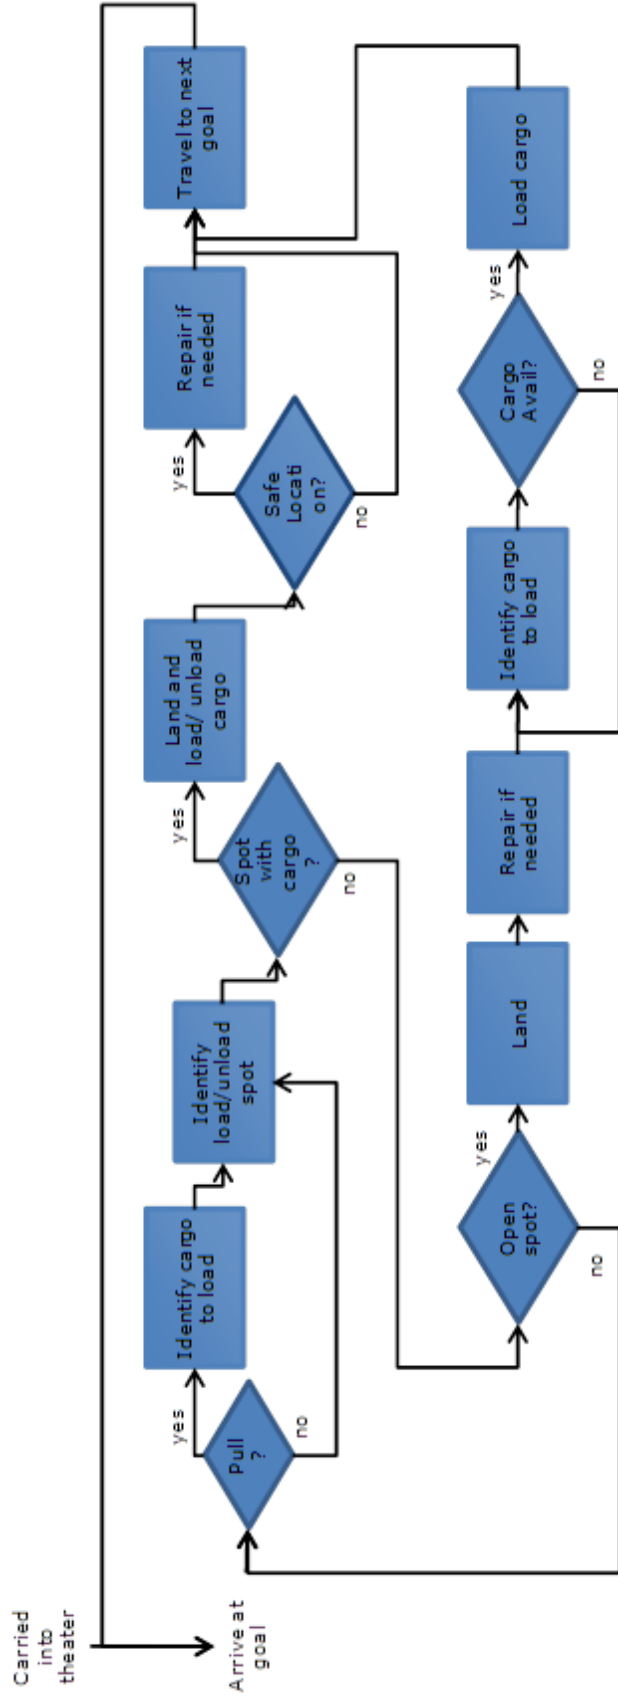 Carried
into
theater
Arrive at
goal
Pull
?
yes
no
Identify cargo
to load
Identify
load/unload
spot
Spot
with
cargo
?
yes
no
Land and
load/ unload
cargo
Safe
Locati
on?
yes
no
Repair if
needed
Travel to next
goal
Open
spot?
yes
no
Land
Repair if
needed
Identify cargo
to load
Cargo
Avail?
yes
no
Load cargo